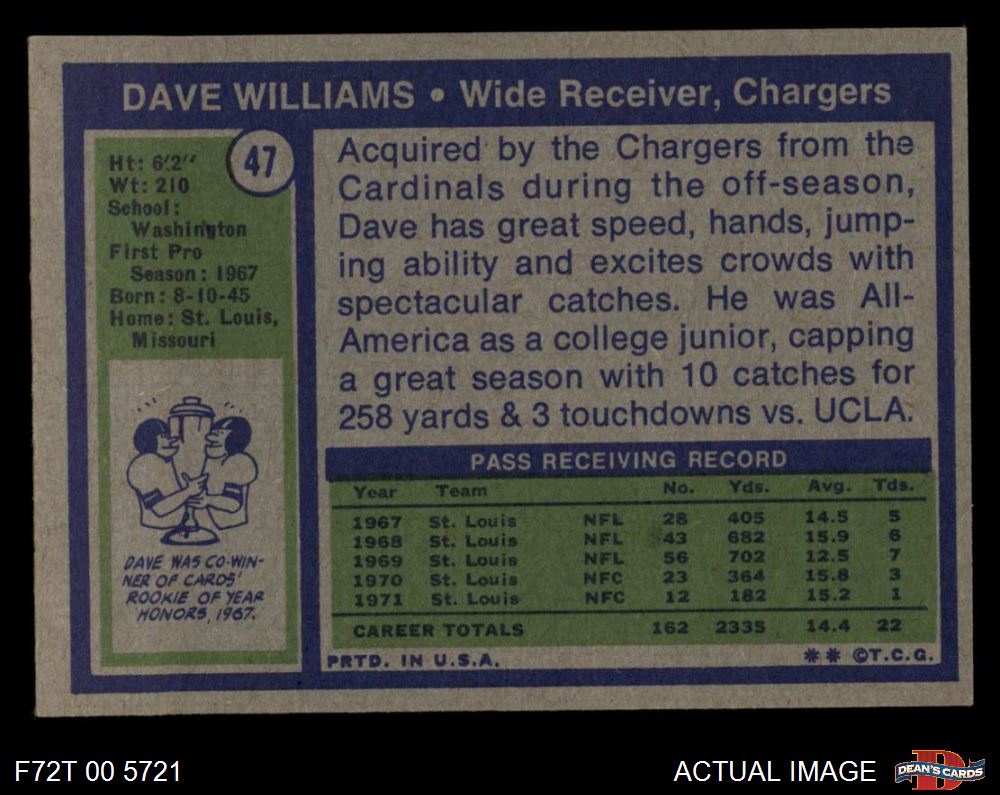 DAVE WILLIAMS • Wide Receiver, Chargers
47
Ht: 6'2"
Wt: 210
School:
Washington
First Pro
Season: 1967
Born: 8-10-45
Home: St. Louis,
Missouri
DAVE WAS CO-WIN-
NER OF CARDS'
ROOKIE OF YEAR
HONORS, 1967.
Acquired by the Chargers from the
Cardinals during the off-season,
Dave has great speed, hands, jump-
ing ability and excites crowds with
spectacular catches. He was All-
America as a college junior, capping
a great season with 10 catches for
258 yards & 3 touchdowns vs. UCLA.
PASS RECEIVING RECORD
Year Team No. Yds. Avg. Tds.
1967 St. Louis NFL 28 405 14.5 5
1968 St. Louis NFL 43 682 15.9 6
1969 St. Louis NFL 56 702 12.5 7
1970 St. Louis NFC 23 364 15.8 3
1971 St. Louis NFC 12 182 15.2 1
CAREER TOTALS 162 2335 14.4 22
PRTD. IN U.S.A. ** ©T.C.G.
F72T 00 5721
ACTUAL IMAGE
DEAN'S CARDS